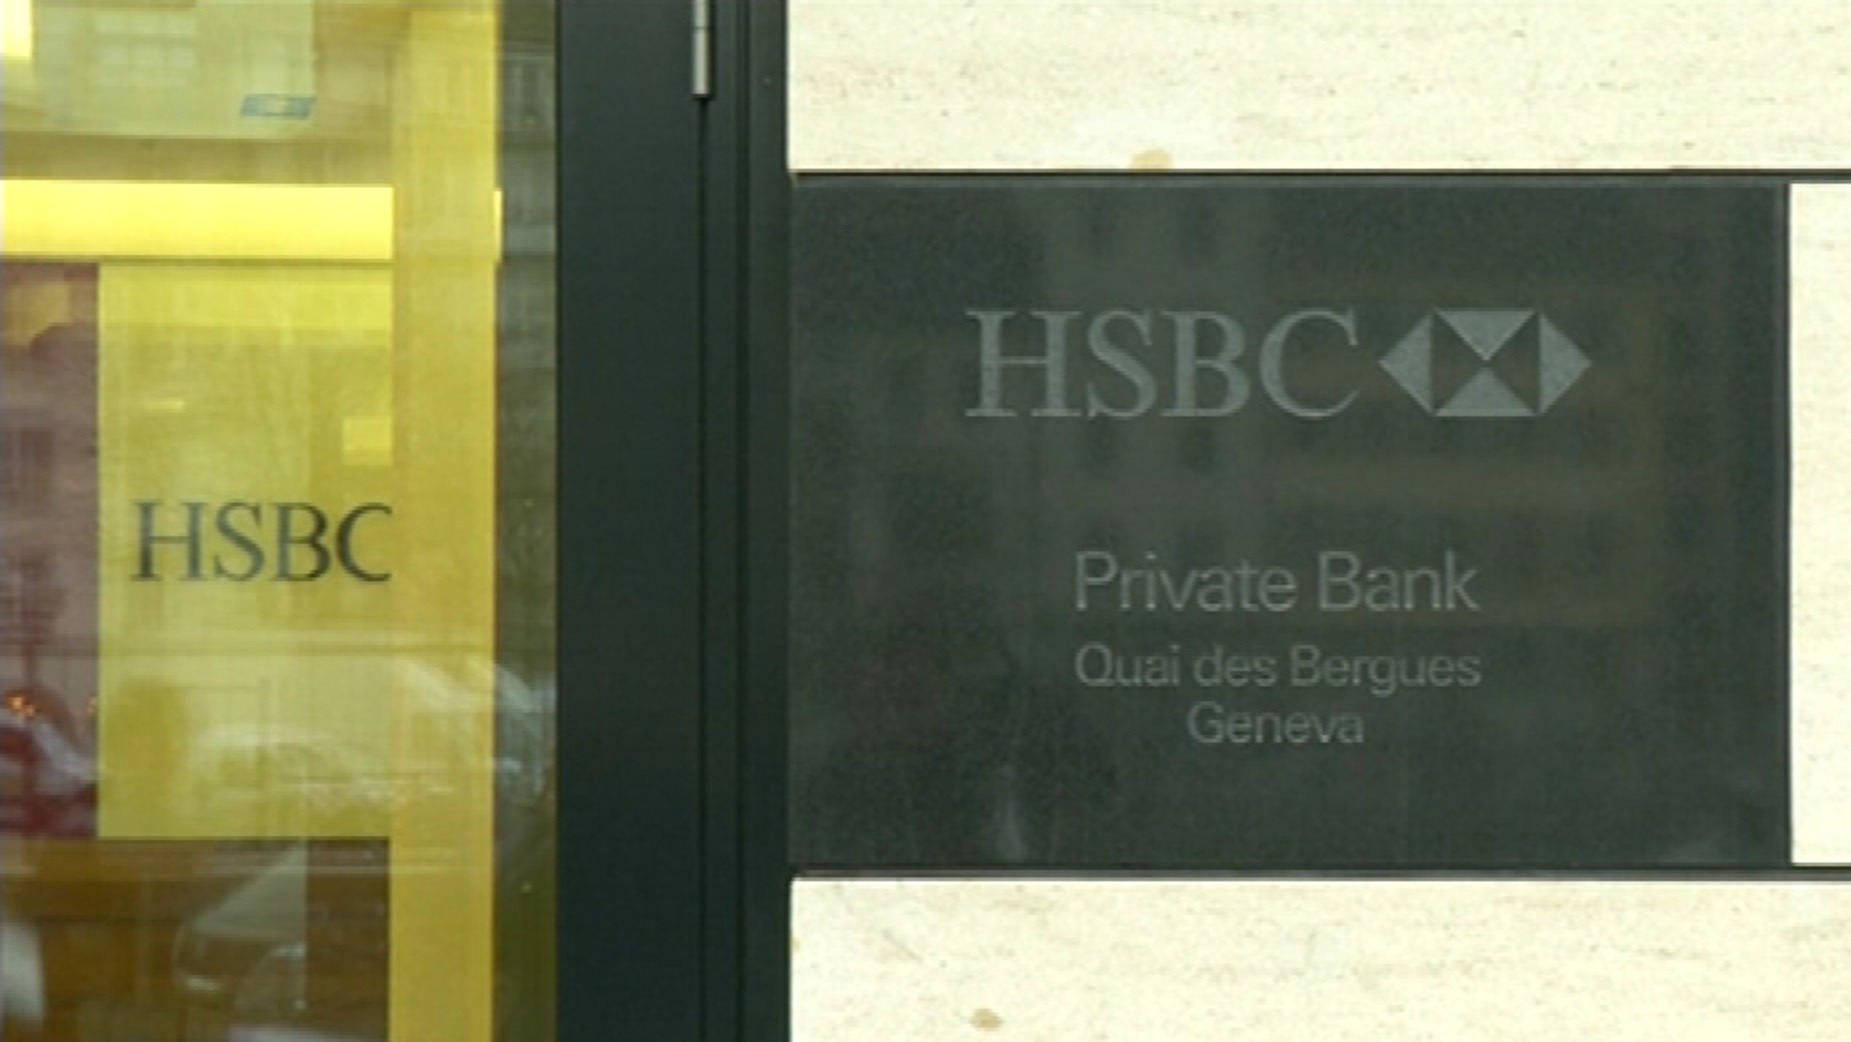 HSBC
HSBC
Private Bank
Quai des Bergues
Geneva